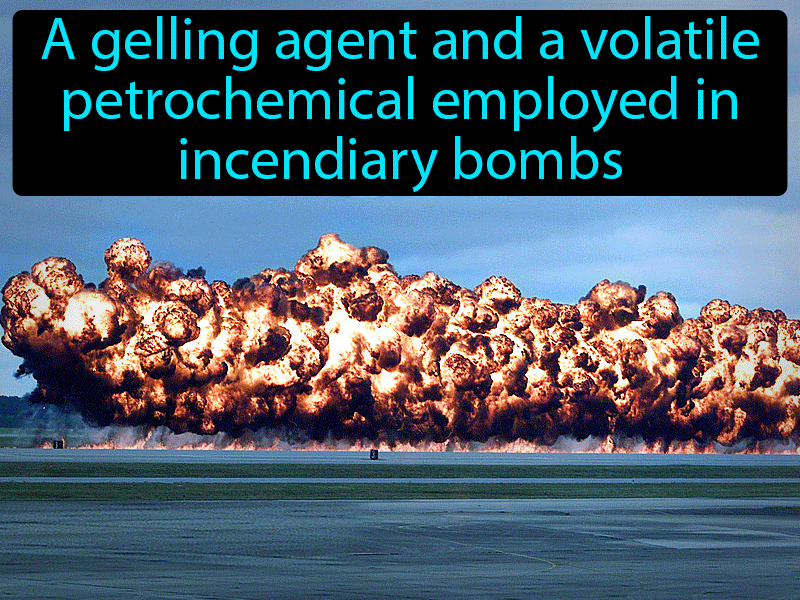 A gelling agent and a volatile
petrochemical employed in
incendiary bombs